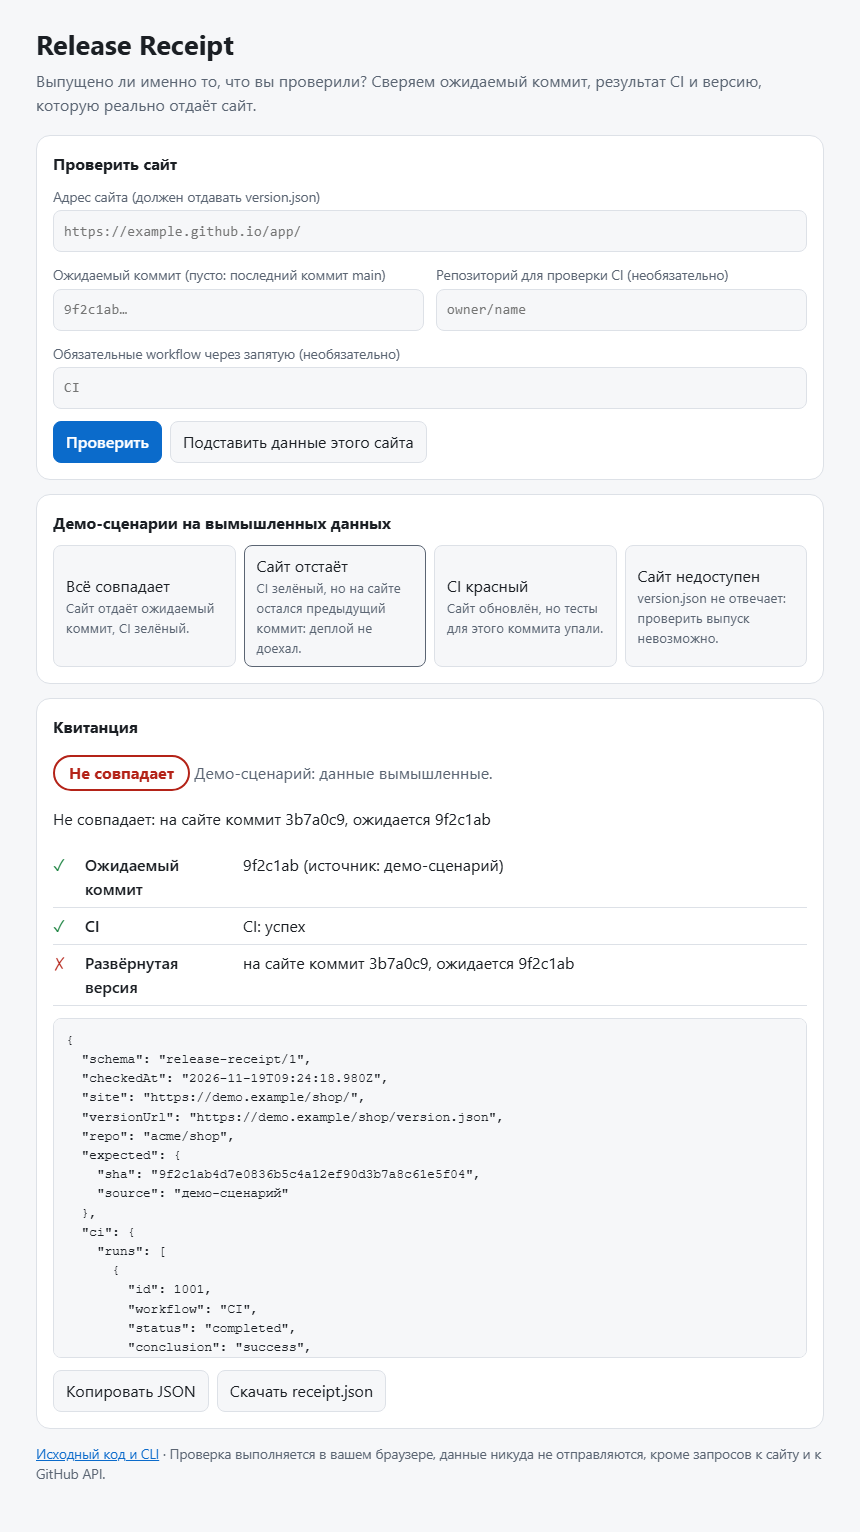 Release Receipt
Выпущено ли именно то, что вы проверили? Сверяем ожидаемый коммит, результат CI и версию,
которую реально отдаёт сайт.
Проверить сайт
Адрес сайта (должен отдавать version.json)
https://example.github.io/app/
Ожидаемый коммит (пусто: последний коммит main)
Репозиторий для проверки CI (необязательно)
9f2c1ab…
owner/name
Обязательные workflow через запятую (необязательно)
CI
Проверить
Подставить данные этого сайта
Демо-сценарии на вымышленных данных
Всё совпадает
Сайт отдаёт ожидаемый
коммит, CI зелёный.
Сайт отстаёт
CI зелёный, но на сайте
остался предыдущий
коммит: деплой не
доехал.
CI красный
Сайт обновлён, но тесты
для этого коммита упали.
Сайт недоступен
version.json не отвечает:
проверить выпуск
невозможно.
Квитанция
Не совпадает Демо-сценарий: данные вымышленные.
Не совпадает: на сайте коммит 3b7a0c9, ожидается 9f2c1ab
✓ Ожидаемый 9f2c1ab (источник: демо-сценарий)
коммит
✓ CI CI: успех
✗ Развёрнутая на сайте коммит 3b7a0c9, ожидается 9f2c1ab
версия
{
"schema": "release-receipt/1",
"checkedAt": "2026-11-19T09:24:18.980Z",
"site": "https://demo.example/shop/",
"versionUrl": "https://demo.example/shop/version.json",
"repo": "acme/shop",
"expected": {
"sha": "9f2c1ab4d7e0836b5c4a12ef90d3b7a8c61e5f04",
"source": "демо-сценарий"
},
"ci": {
"runs": [
{
"id": 1001,
"workflow": "CI",
"status": "completed",
"conclusion": "success",
Копировать JSON
Скачать receipt.json
Исходный код и CLI · Проверка выполняется в вашем браузере, данные никуда не отправляются, кроме запросов к сайту и к
GitHub API.